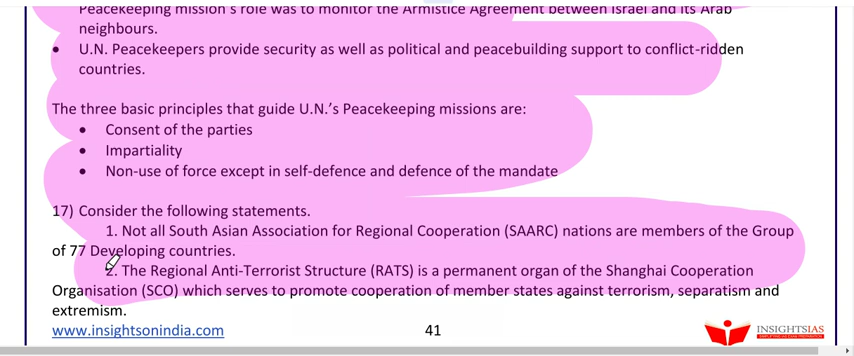 Peacekeeping mission's role was to monitor the Armistice Agreement between Israel and its Arab
neighbours.
• U.N. Peacekeepers provide security as well as political and peacebuilding support to conflict-ridden
countries.
The three basic principles that guide U.N.'s Peacekeeping missions are:
• Consent of the parties
• Impartiality
• Non-use of force except in self-defence and defence of the mandate
17) Consider the following statements.
1. Not all South Asian Association for Regional Cooperation (SAARC) nations are members of the Group
of 77 Developing countries.
2. The Regional Anti-Terrorist Structure (RATS) is a permanent organ of the Shanghai Cooperation
Organisation (SCO) which serves to promote cooperation of member states against terrorism, separatism and
extremism.
www.insightsonindia.com 41 INSIGHTSIAS